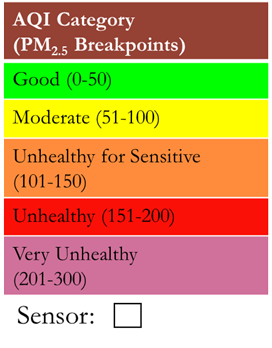 AQI Category
(PM2.5 Breakpoints)
Good (0-50)
Moderate (51-100)
Unhealthy for Sensitive
(101-150)
Unhealthy (151-200)
Very Unhealthy
(201-300)
Sensor: